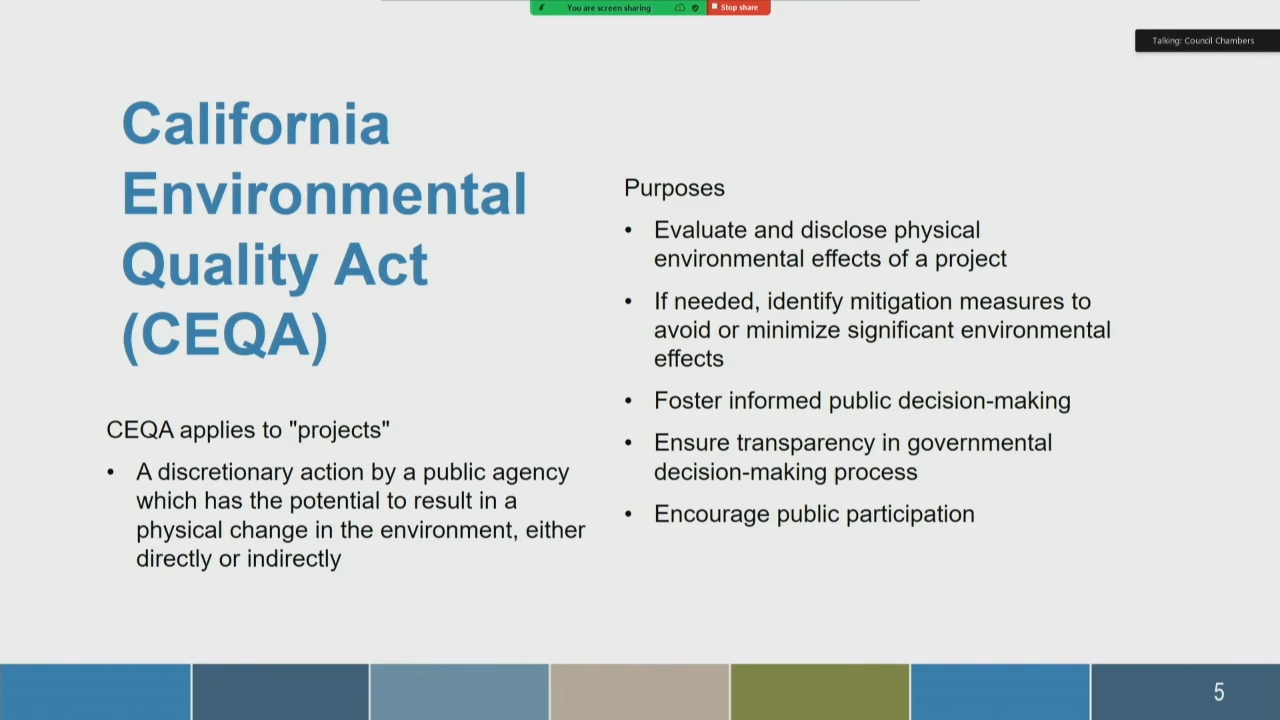 You are screen sharing
Stop share
Talking: Council Chambers
California
Environmental
Quality Act
(CEQA)
CEQA applies to "projects"
• A discretionary action by a public agency
which has the potential to result in a
physical change in the environment, either
directly or indirectly
Purposes
• Evaluate and disclose physical
environmental effects of a project
• If needed, identify mitigation measures to
avoid or minimize significant environmental
effects
• Foster informed public decision-making
• Ensure transparency in governmental
decision-making process
• Encourage public participation
5